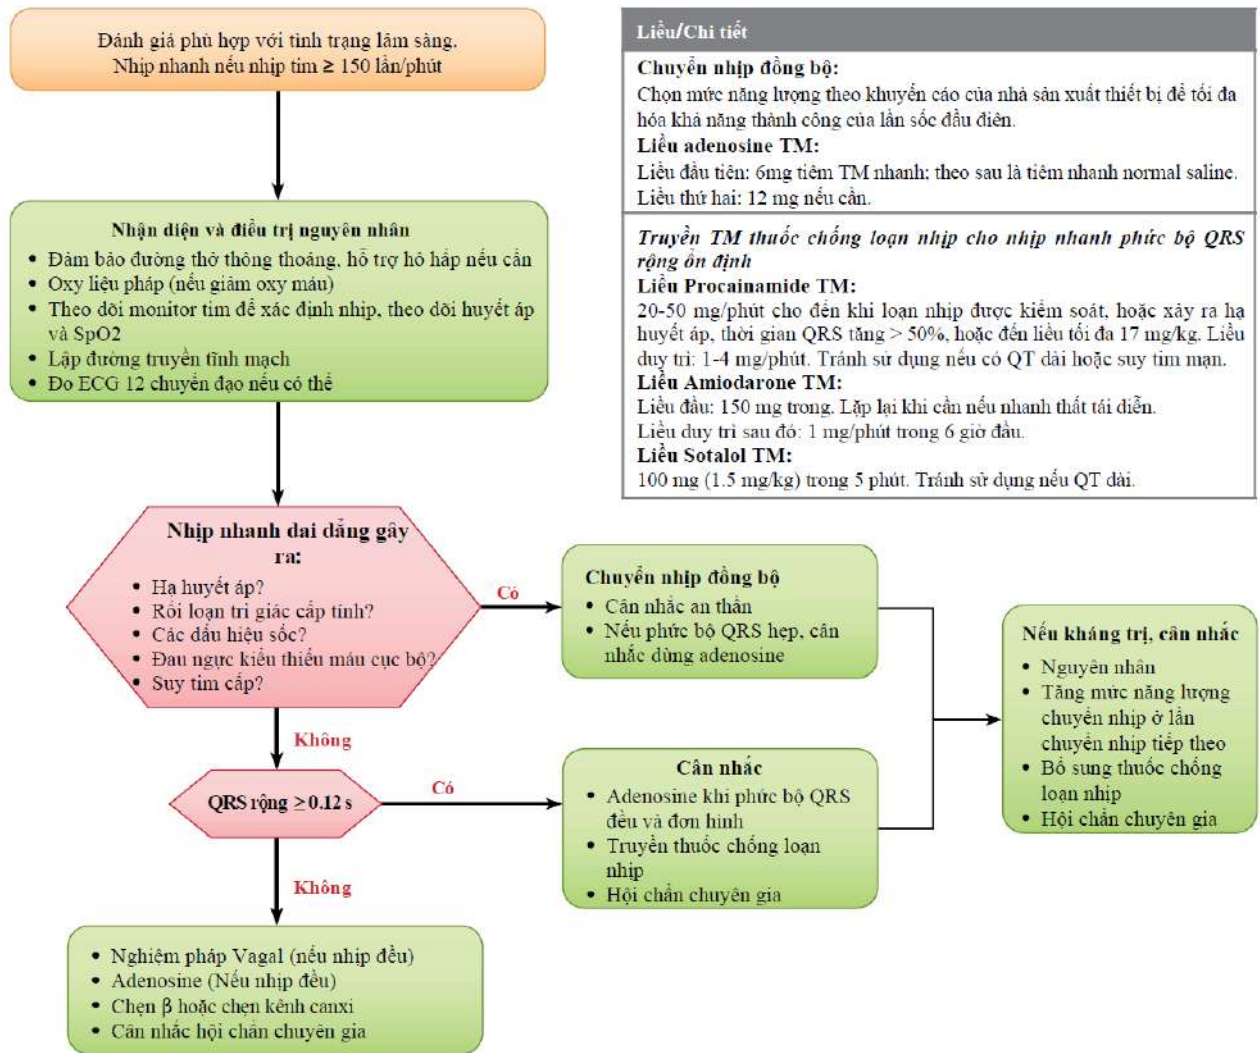 Đánh giá phù hợp với tình trạng lâm sàng.
Nhịp nhanh nếu nhịp tim ≥ 150 lần/phút
Nhận diện và điều trị nguyên nhân
• Đảm bảo đường thở thông thoáng, hỗ trợ hô hấp nếu cần
• Oxy liệu pháp (nếu giảm oxy máu)
• Theo dõi monitor tim để xác định nhịp, theo dõi huyết áp
và SpO2
• Lập đường truyền tĩnh mạch
• Đo ECG 12 chuyển đạo nếu có thể
Liều/Chi tiết
Chuyển nhịp đồng bộ:
Chọn mức năng lượng theo khuyến cáo của nhà sản xuất thiết bị để tối đa
hóa khả năng thành công của lần sốc đầu điên.
Liều adenosine TM:
Liều đầu tiên: 6mg tiêm TM nhanh; theo sau là tiêm nhanh normal saline.
Liều thứ hai: 12 mg nếu cần.
Truyền TM thuốc chống loạn nhịp cho nhịp nhanh phức bộ QRS
rộng ổn định
Liều Procainamide TM:
20-50 mg/phút cho đến khi loạn nhịp được kiểm soát, hoặc xảy ra hạ
huyết áp, thời gian QRS tăng > 50%, hoặc đến liều tối đa 17 mg/kg. Liều
duy trì: 1-4 mg/phút. Tránh sử dụng nếu có QT dài hoặc suy tim mạn.
Liều Amiodarone TM:
Liều đầu: 150 mg trong. Lặp lại khi cần nếu nhanh thất tái diễn.
Liều duy trì sau đó: 1 mg/phút trong 6 giờ đầu.
Liều Sotalol TM:
100 mg (1.5 mg/kg) trong 5 phút. Tránh sử dụng nếu QT dài.
Nhịp nhanh dai dẳng gây
ra:
• Hạ huyết áp?
• Rối loạn tri giác cấp tính?
• Các dấu hiệu sốc?
• Đau ngực kiểu thiếu máu cục bộ?
• Suy tim cấp?
Có
Chuyển nhịp đồng bộ
• Cân nhắc an thần
• Nếu phức bộ QRS hẹp, cân
nhắc dùng adenosine
Nếu kháng trị, cân nhắc
• Nguyên nhân
• Tăng mức năng lượng
chuyển nhịp ở lần
chuyển nhịp tiếp theo
• Bổ sung thuốc chống
loạn nhịp
• Hội chẩn chuyên gia
Không
QRS rộng ≥ 0.12 s
Có
Cân nhắc
• Adenosine khi phức bộ QRS
đều và đơn hình
• Truyền thuốc chống loạn
nhịp
• Hội chẩn chuyên gia
Không
• Nghiệm pháp Vagal (nếu nhịp đều)
• Adenosine (Nếu nhịp đều)
• Chẹn β hoặc chẹn kênh canxi
• Cân nhắc hội chẩn chuyên gia